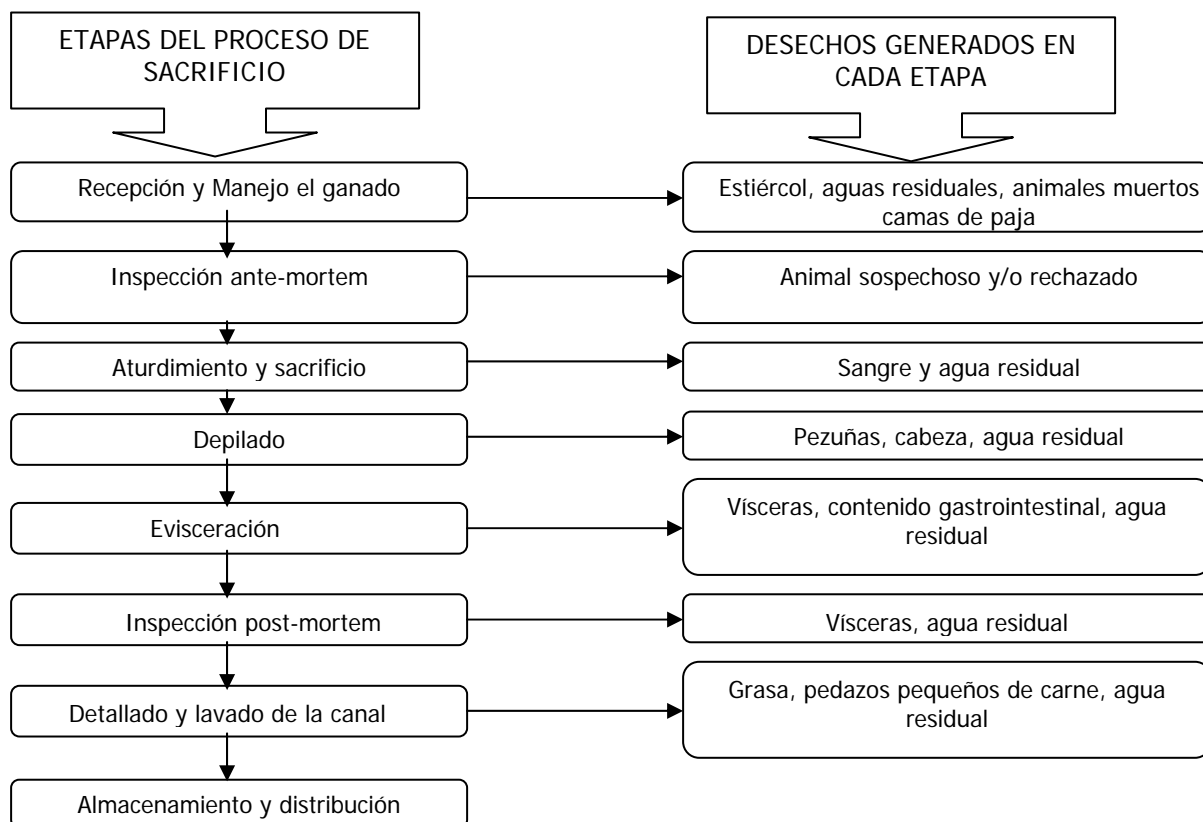 ETAPAS DEL PROCESO DE
SACRIFICIO
DESECHOS GENERADOS EN
CADA ETAPA
Recepción y Manejo el ganado
Estiércol, aguas residuales, animales muertos
camas de paja
Inspección ante-mortem
Animal sospechoso y/o rechazado
Aturdimiento y sacrificio
Sangre y agua residual
Depilado
Pezuñas, cabeza, agua residual
Evisceración
Vísceras, contenido gastrointestinal, agua
residual
Inspección post-mortem
Vísceras, agua residual
Detallado y lavado de la canal
Grasa, pedazos pequeños de carne, agua
residual
Almacenamiento y distribución